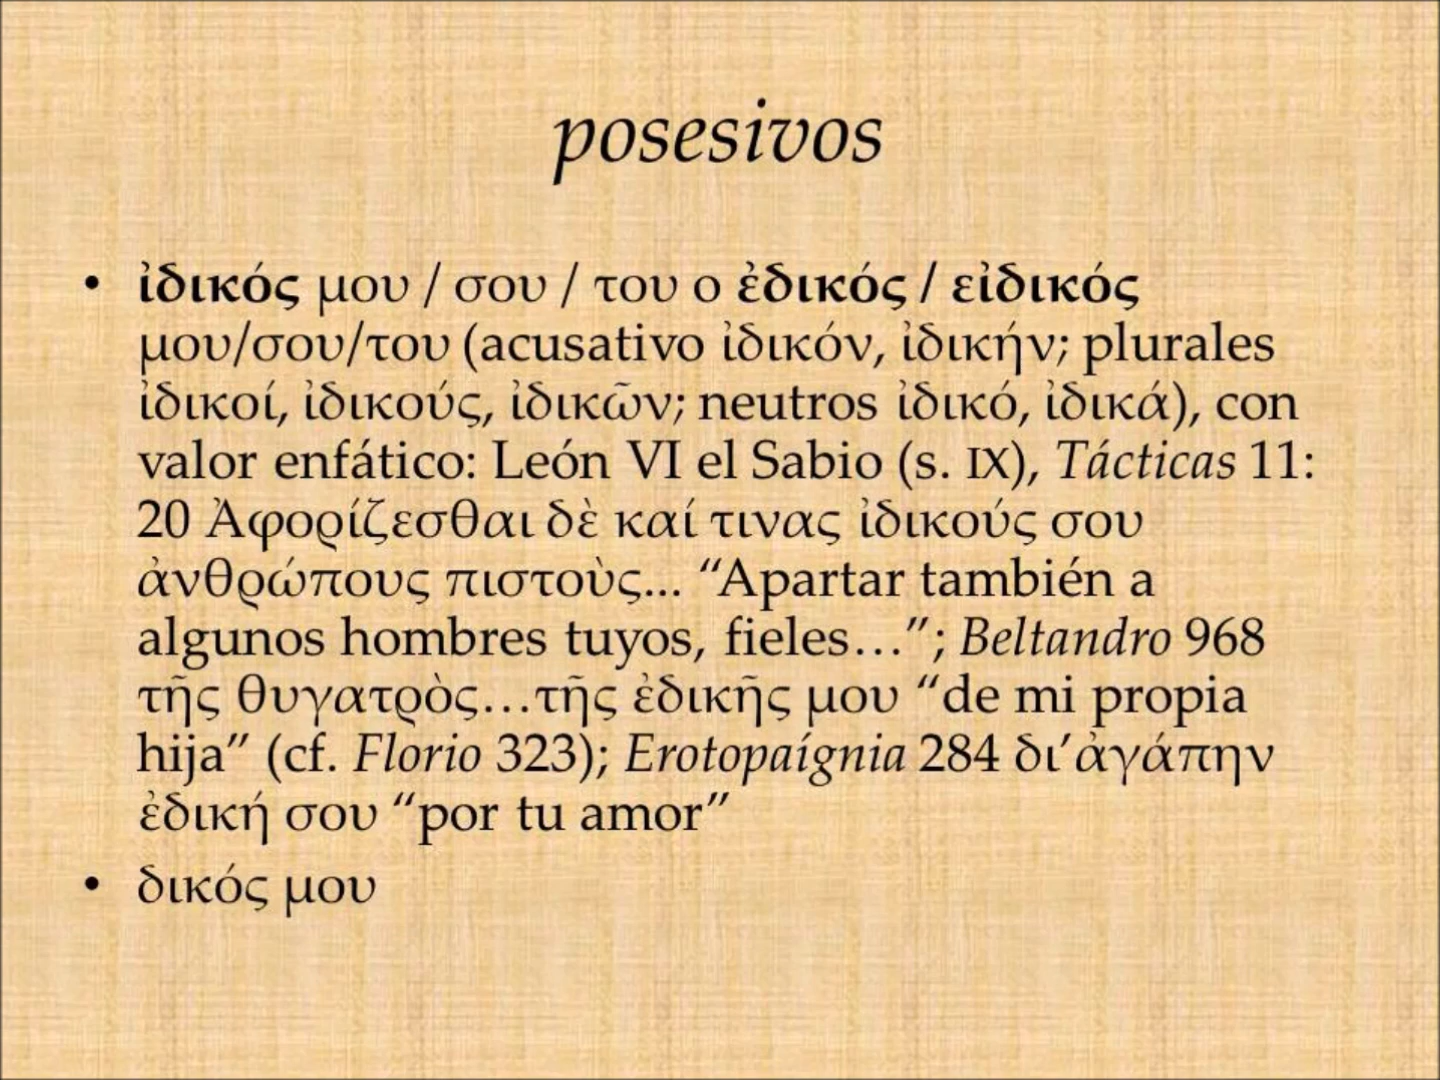 posesivos
• ἰδικός μου / σου / του o ἐδικός / εἰδικός
μου/σου/του (acusativo ἰδικόν, ἰδικήν; plurales
ἰδικοί, ἰδικούς, ἰδικῶν; neutros ἰδικό, ἰδικά), con
valor enfático: León VI el Sabio (s. IX), Tácticas 11:
20 Ἀφορίζεσθαι δὲ καί τινας ἰδικούς σου
ἀνθρώπους πιστοὺς... “Apartar también a
algunos hombres tuyos, fieles…”; Beltandro 968
τῆς θυγατρὸς…τῆς ἐδικῆς μου “de mi propia
hija” (cf. Florio 323); Erotopaígnia 284 δι’ἀγάπην
ἐδική σου “por tu amor”
• δικός μου